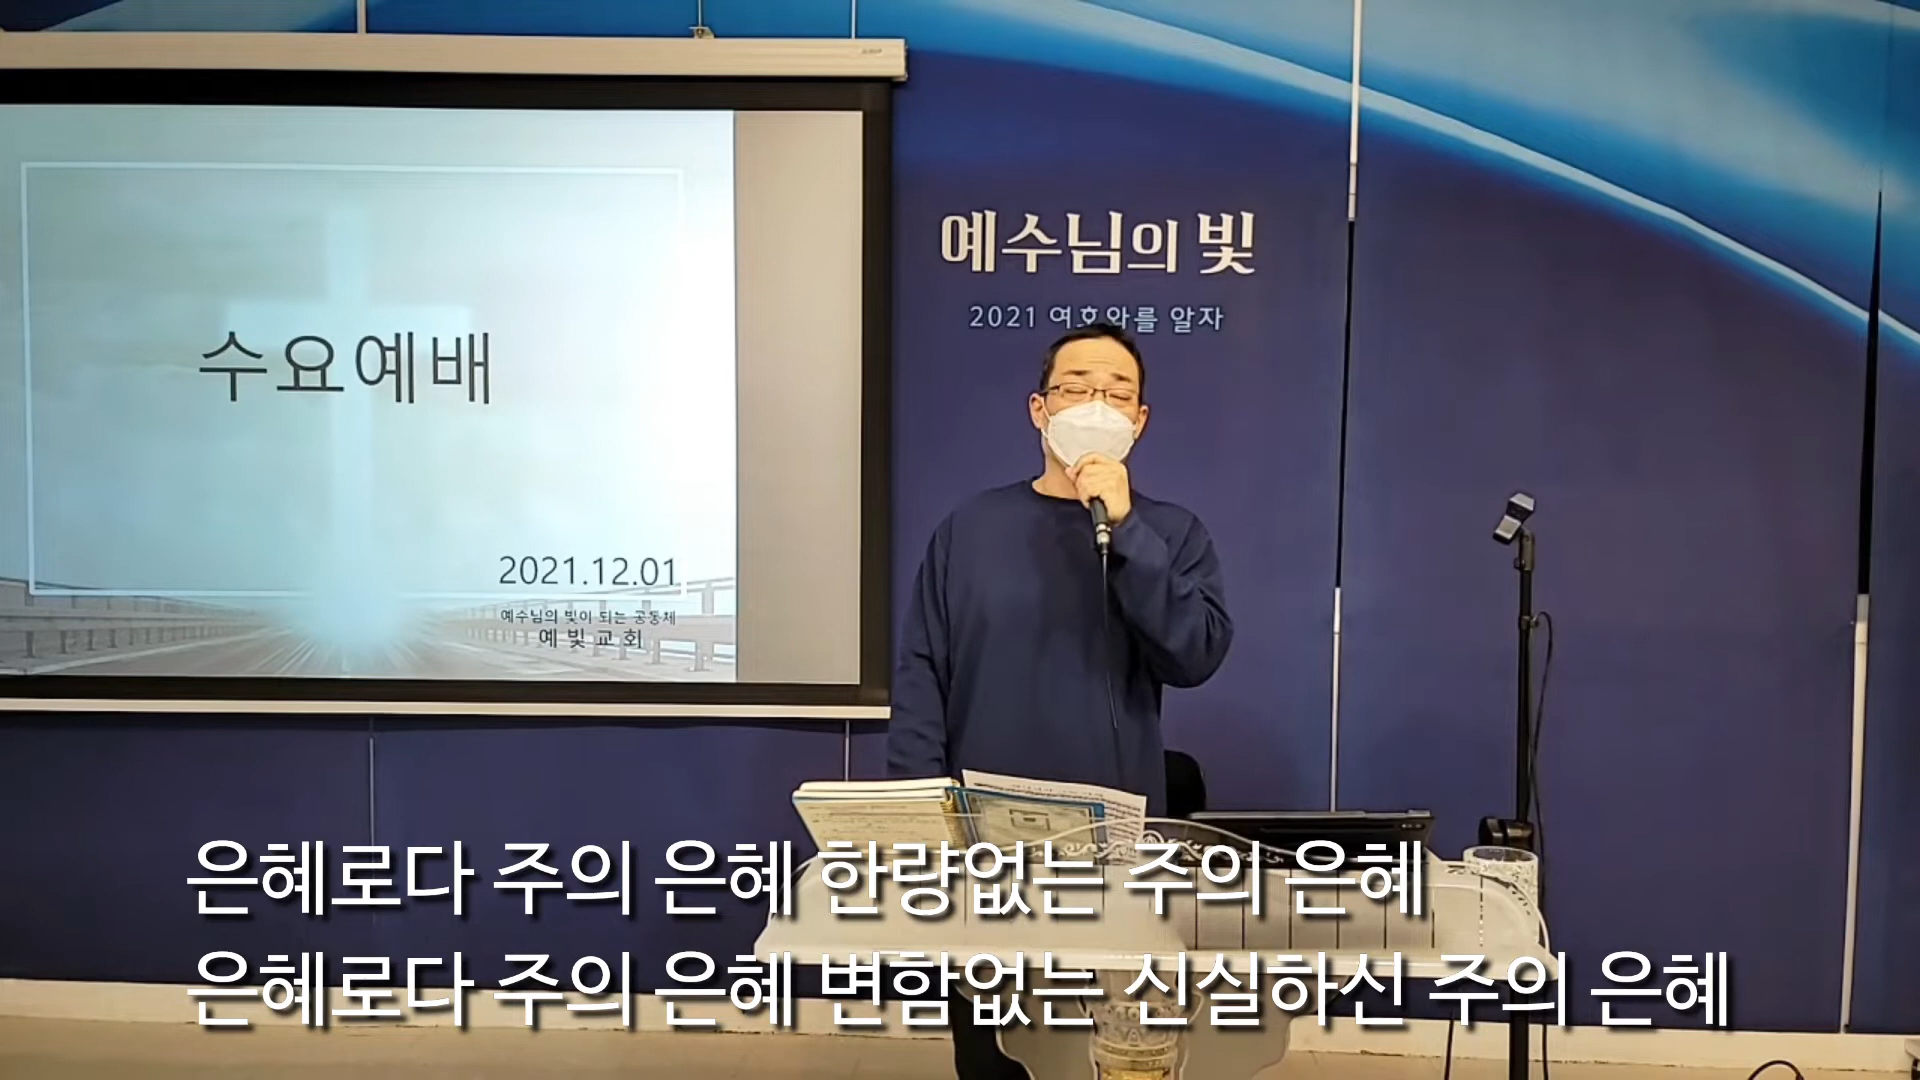 수요예배
2021.12.01
예수님의 빛이 되는 공동체
예빛교회
예수님의 빛
2021 여호와를 알자
은혜로다 주의 은혜 한량없는 주의 은혜
은혜로다 주의 은혜 변함없는 신실하신 주의 은혜